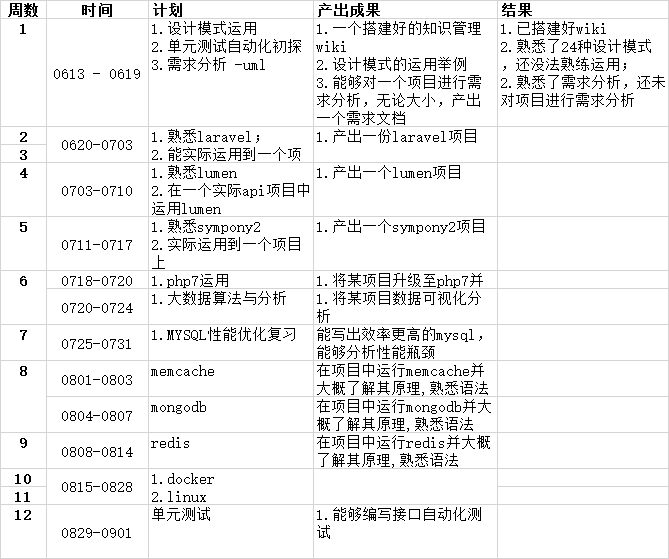 周数 时间 计划 产出成果 结果
1 0613 - 0619
1.设计模式运用
2.单元测试自动化初探
3.需求分析 -uml
1.一个搭建好的知识管理
wiki
2.设计模式的运用举例
3.能够对一个项目进行需
求分析，无论大小，产出
一个需求文档
1.已搭建好wiki
2.熟悉了24种设计模式
，还没法熟练运用；
2.熟悉了需求分析，还未
对项目进行需求分析
2
3
0620-0703
1.熟悉laravel；
2.能实际运用到一个项
1.产出一份laravel项目
4
0703-0710
1.熟悉lumen
2.在一个实际api项目中
运用lumen
1.产出一个lumen项目
5
0711-0717
1.熟悉sympony2
2.实际运用到一个项目
上
1.产出一个sympony2项目
6
0718-0720
1.php7运用
1.将某项目升级至php7并
0720-0724
1.大数据算法与分析
1.将某项目数据可视化分
析
7
0725-0731
1.MYSQL性能优化复习
能写出效率更高的mysql，
能够分析性能瓶颈
8
0801-0803
memcache
在项目中运行memcache并
大概了解其原理,熟悉语法
0804-0807
mongodb
在项目中运行mongodb并大
概了解其原理,熟悉语法
9
0808-0814
redis
在项目中运行redis并大概
了解其原理,熟悉语法
10
11
0815-0828
1.docker
2.linux
12
0829-0901
单元测试
1.能够编写接口自动化测
试